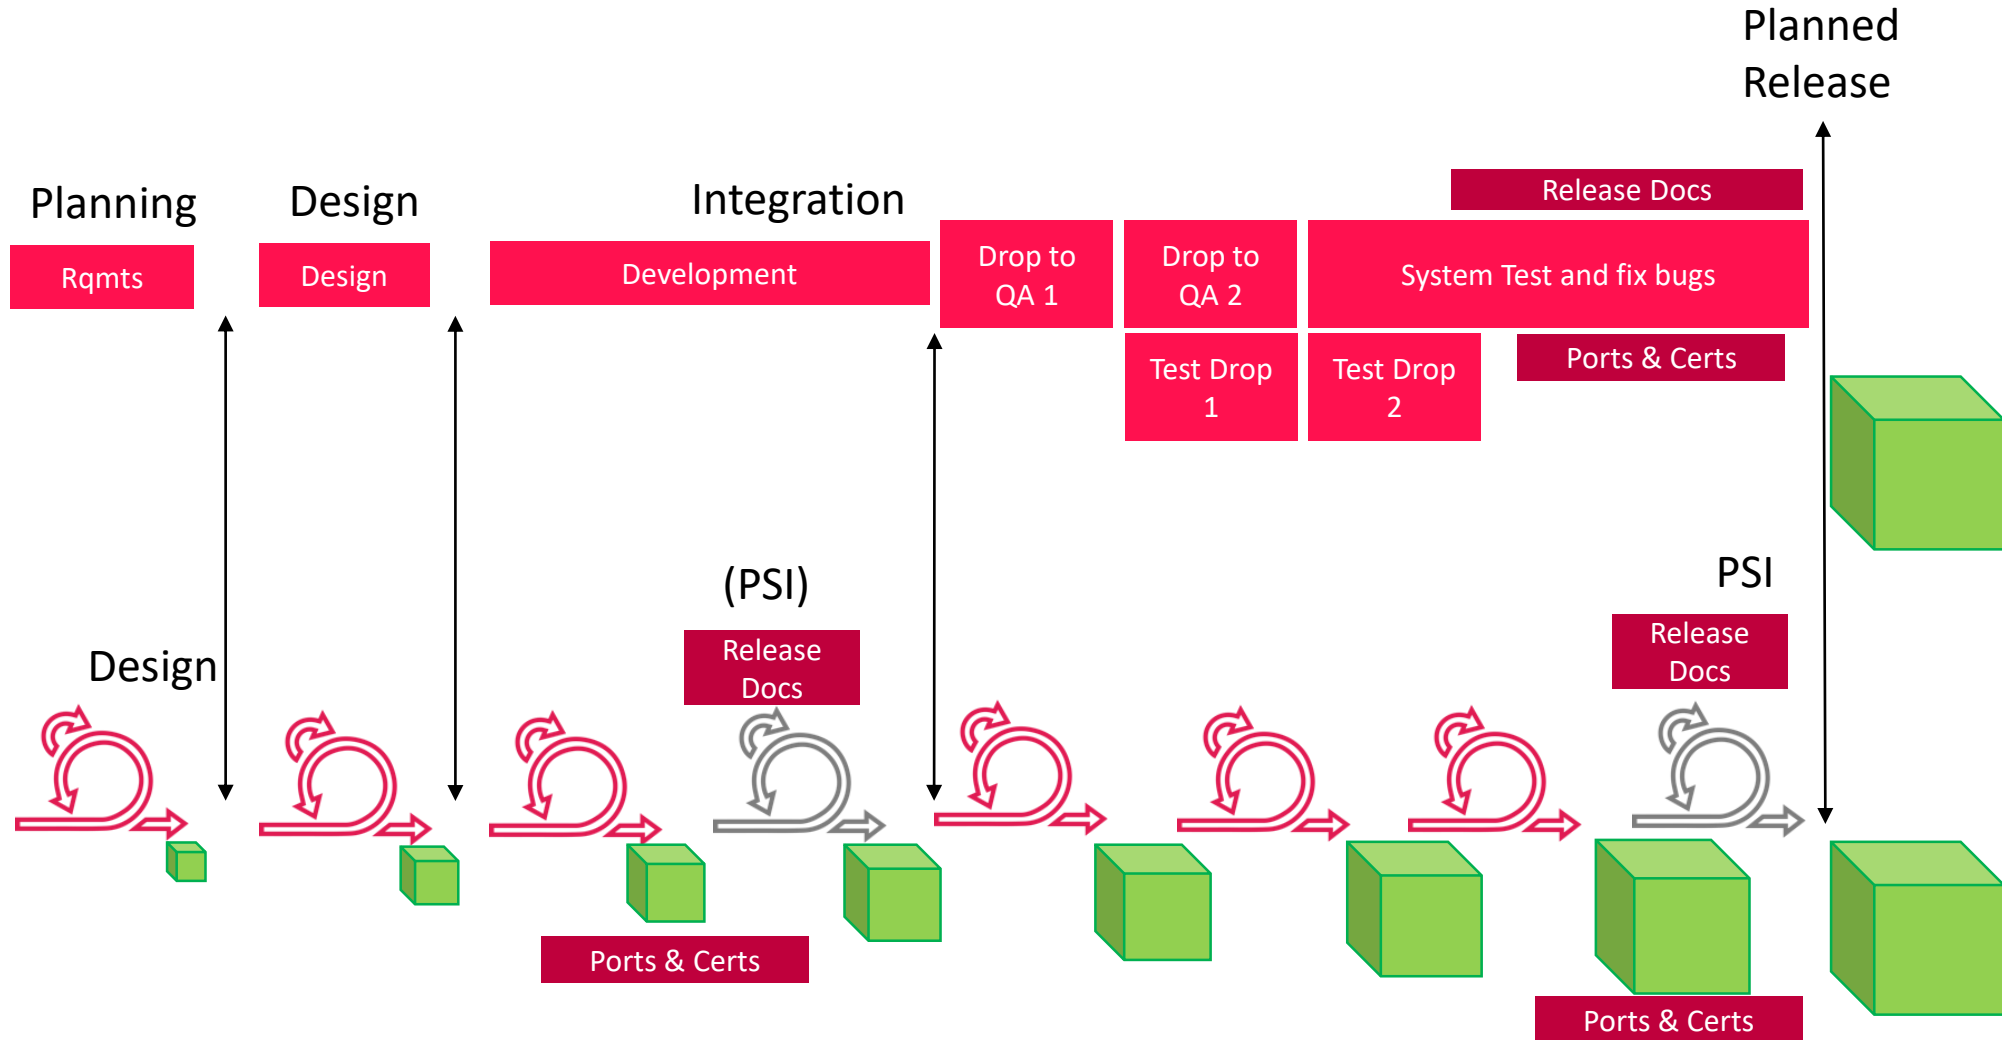 Planned
Release
Planning
Design
Integration
Release Docs
Rqmts
Design
Development
Drop to
QA 1
Drop to
QA 2
System Test and fix bugs
Test Drop
1
Test Drop
2
Ports & Certs
(PSI)
PSI
Design
Release
Docs
Release
Docs
Ports & Certs
Ports & Certs